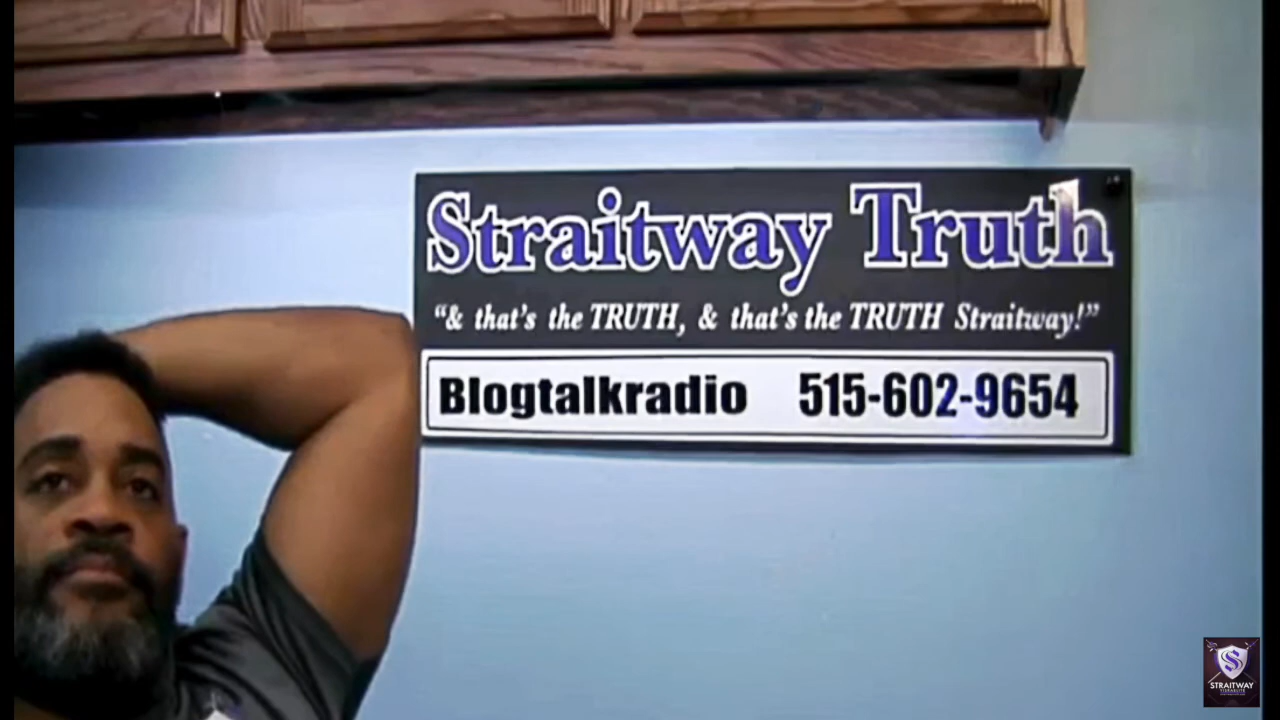 Straitway Truth
"& that's the TRUTH, & that's the TRUTH Straitway!"
Blogtalkradio 515-602-9654
S
STRAITWAY